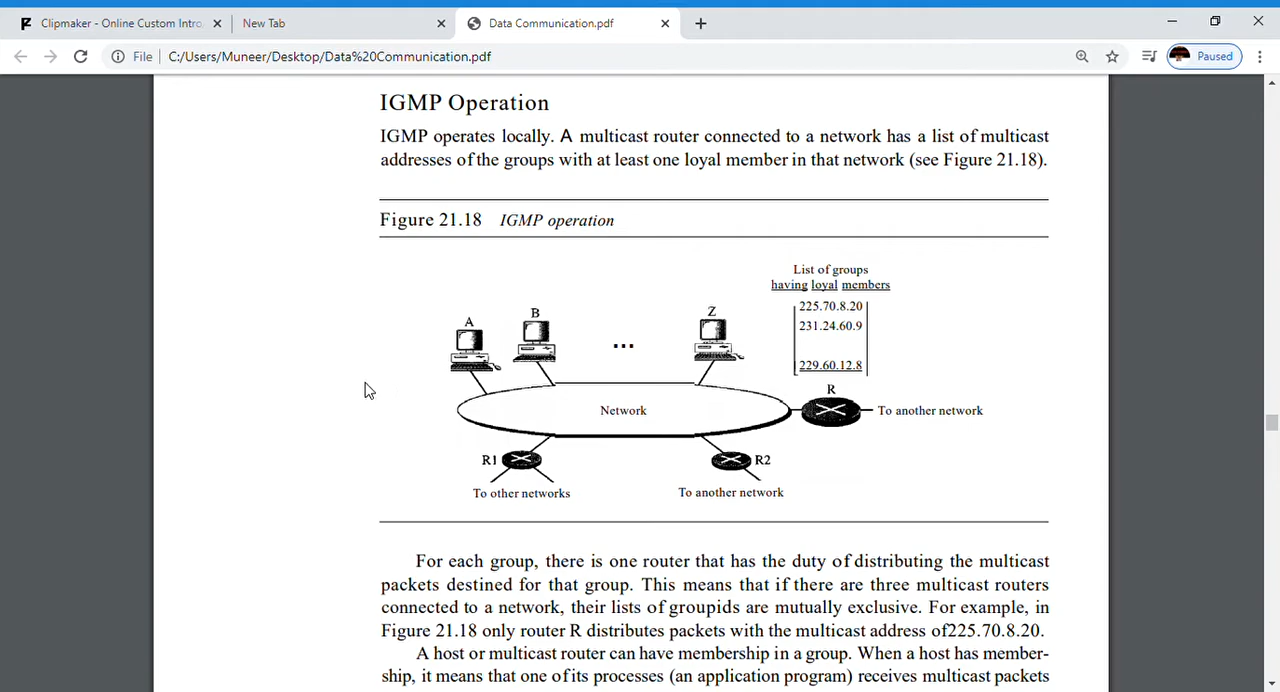 Clipmaker - Online Custom Intro
New Tab
Data Communication.pdf
File
C:/Users/Muneer/Desktop/Data%20Communication.pdf
Paused
IGMP Operation
IGMP operates locally. A multicast router connected to a network has a list of multicast
addresses of the groups with at least one loyal member in that network (see Figure 21.18).
Figure 21.18 IGMP operation
List of groups
having loyal members
225.70.8.20
231.24.60.9
229.60.12.8
A
B
...
Z
R
Network
To another network
R1
R2
To other networks
To another network
For each group, there is one router that has the duty of distributing the multicast
packets destined for that group. This means that if there are three multicast routers
connected to a network, their lists of groupids are mutually exclusive. For example, in
Figure 21.18 only router R distributes packets with the multicast address of225.70.8.20.
A host or multicast router can have membership in a group. When a host has member-
ship, it means that one of its processes (an application program) receives multicast packets